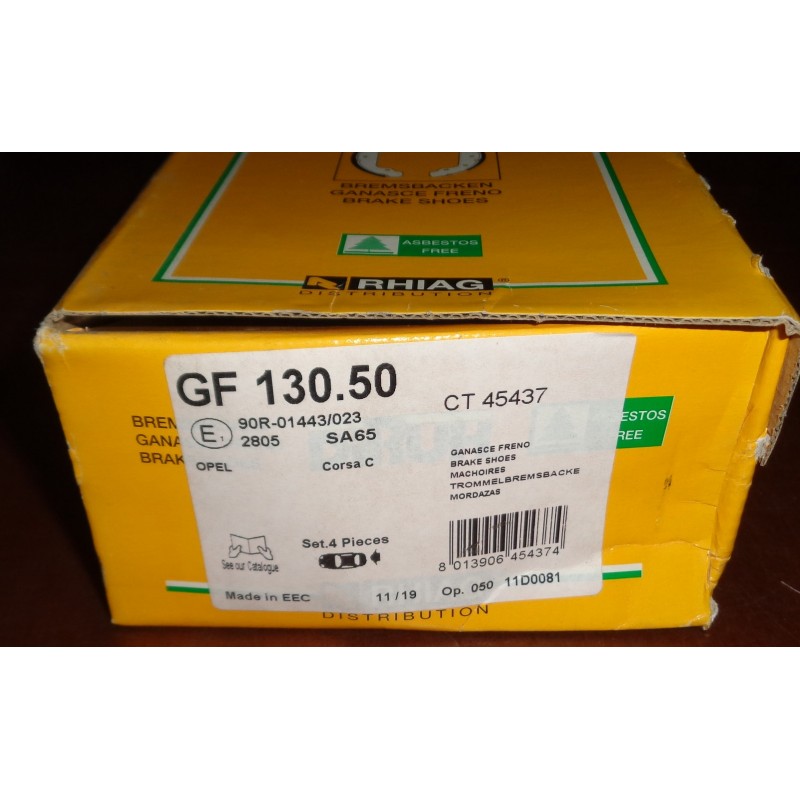 BREMSBACKEN
GANASCE FRENO
BRAKE SHOES
ASBESTOS
FREE
RHIAG®
DISTRIBUTION
GF 130.50
CT 45437
BREM
GANA
BRAK
E1
90R-01443/023
2805 SA65
OPEL Corsa C
GANASCE FRENO
BRAKE SHOES
MACHOIRES
TROMMELBREMSBACKE
MORDAZAS
ESTOS
FREE
See our Catalogue
Set.4 Pieces
8 013906 454374
Made in EEC 11/19 Op. 050 11D0081
DISTRIBUTION